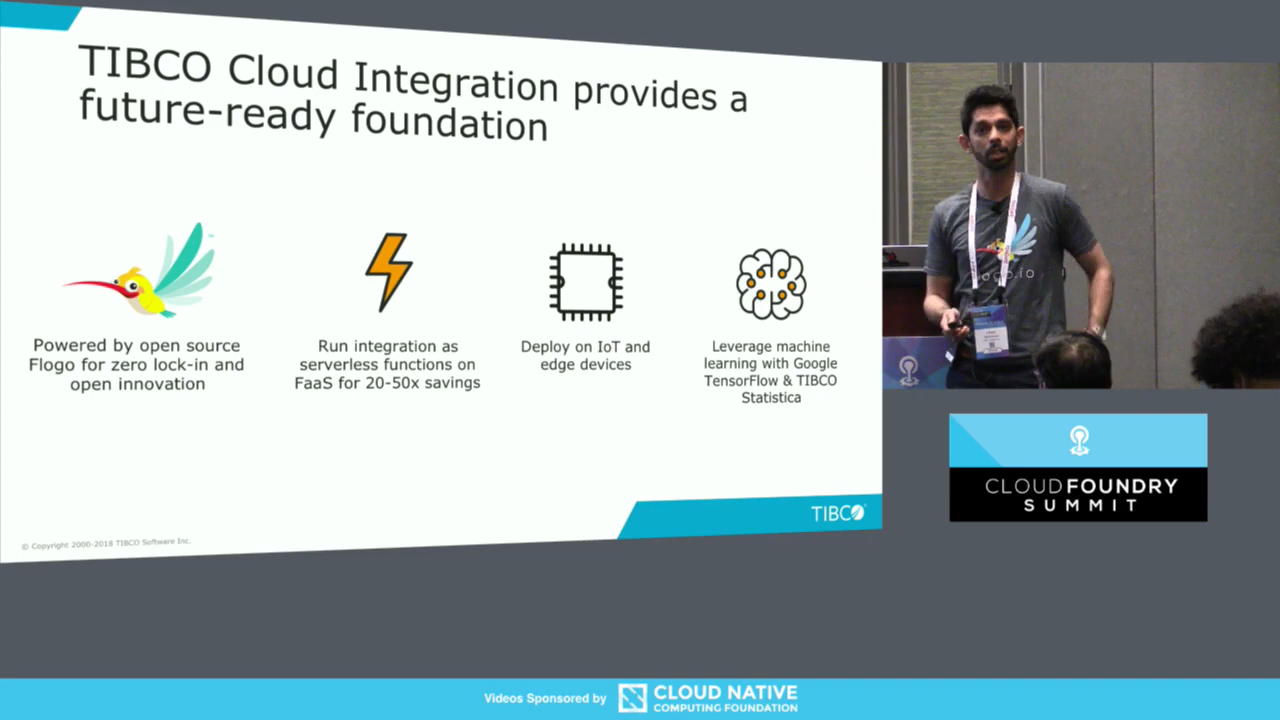 TIBCO Cloud Integration provides a
future-ready foundation
Powered by open source
Flogo for zero lock-in and
open innovation
Run integration as
serverless functions on
FaaS for 20-50x savings
Deploy on IoT and
edge devices
Leverage machine
learning with Google
TensorFlow & TIBCO
Statistica
TIBCO
© Copyright 2000-2018 TIBCO Software Inc.
CLOUD FOUNDRY
SUMMIT
Videos Sponsored by
CLOUD NATIVE
COMPUTING FOUNDATION